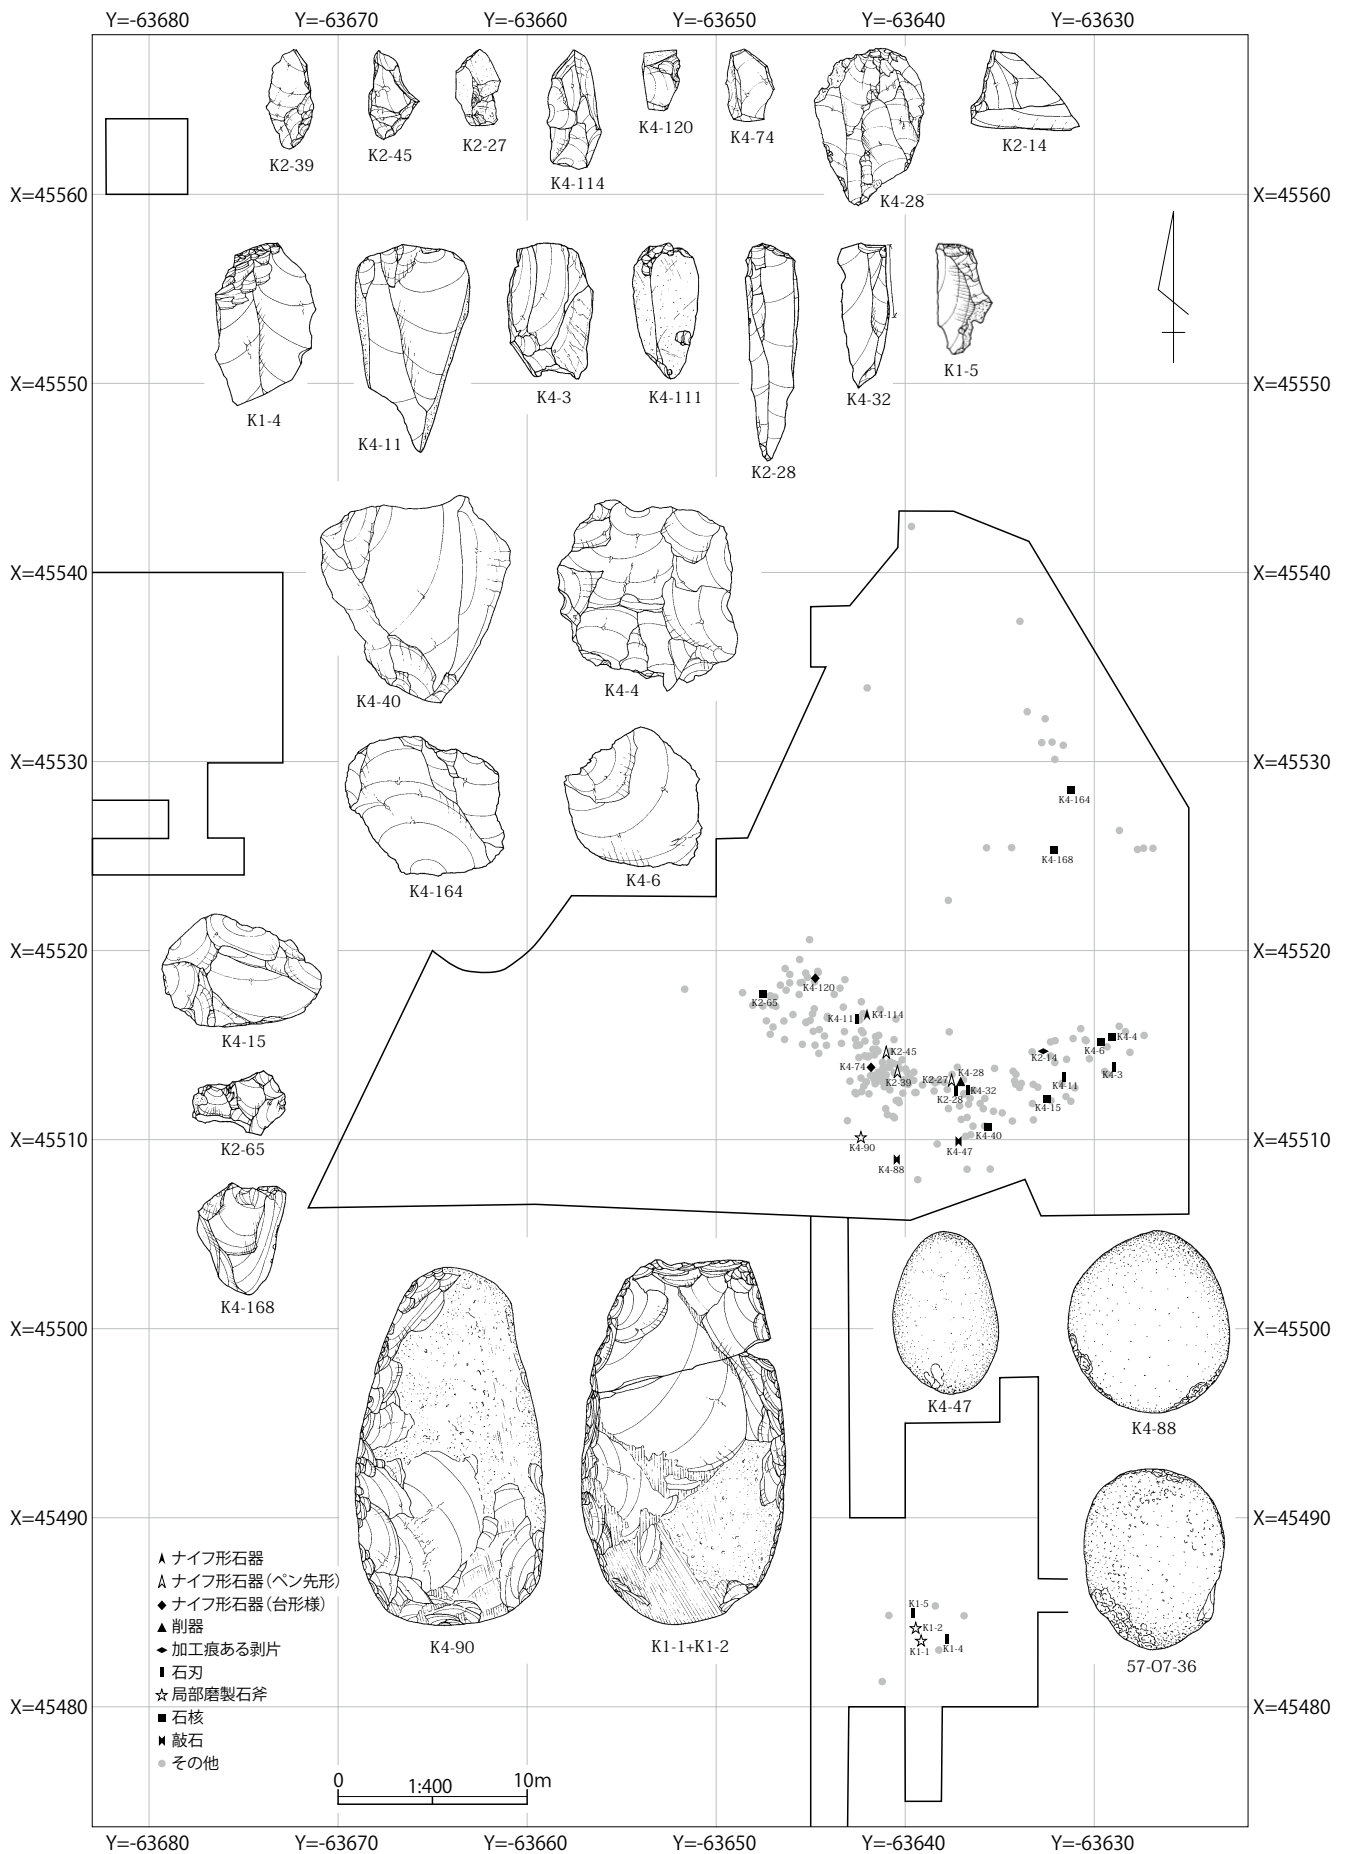 Y=-63680 Y=-63670 Y=-63660 Y=-63650 Y=-63640 Y=-63630
K2-39
K2-45
K2-27
K4-114
K4-120
K4-74
K4-28
K2-14
X=45560 X=45560
K1-4
K4-11
K4-3
K4-111
K2-28
K4-32
K1-5
X=45550 X=45550
K4-40
K4-4
X=45540 X=45540
K4-164
K4-6
X=45530 X=45530
K4-164
K4-168
K4-15
X=45520 X=45520
K2-65
K4-120
K4-11
K4-114
K2-45
K4-74
K2-39
K2-27
K4-28
K2-28
K4-32
K2-14
K4-6
K4-4
K4-3
K4-11
K4-15
K4-40
K4-47
K4-90
K4-88
K2-65
X=45510 X=45510
K4-168
X=45500 X=45500
K4-47
K4-88
X=45490 X=45490
K4-90
K1-1+K1-2
57-07-36
K1-5
K1-2
K1-1
K1-4
X=45480 X=45480
ナイフ形石器
ナイフ形石器(ペン先形)
ナイフ形石器(台形様)
削器
加工痕ある剥片
石刃
局部磨製石斧
石核
敲石
その他
0 1:400 10m
Y=-63680 Y=-63670 Y=-63660 Y=-63650 Y=-63640 Y=-63630